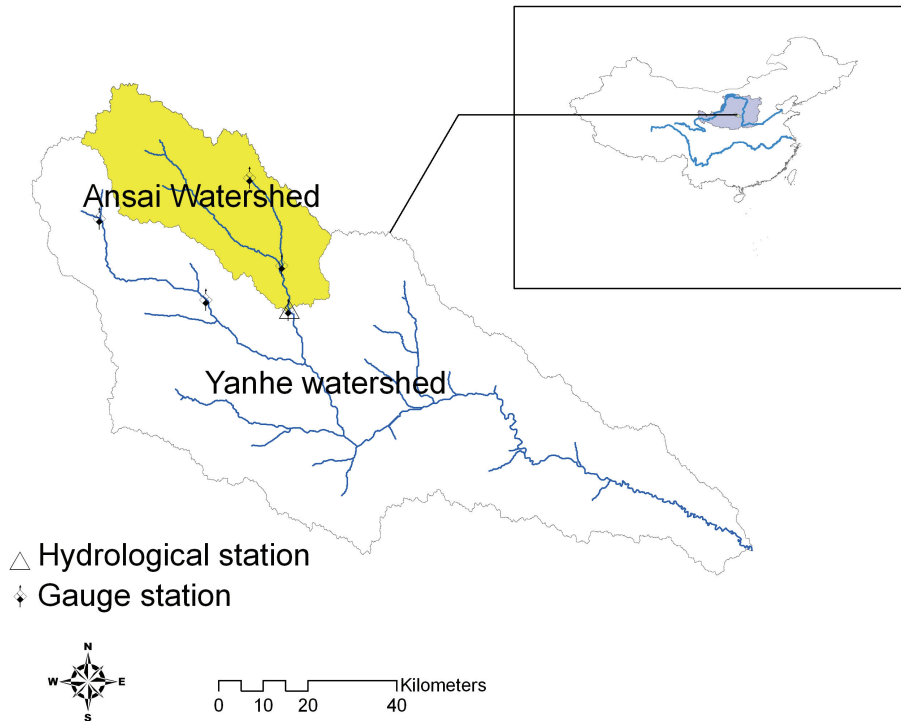 Ansai Watershed
Yanhe watershed
Hydrological station
Gauge station
N
W E
S
Kilometers
0 10 20 40